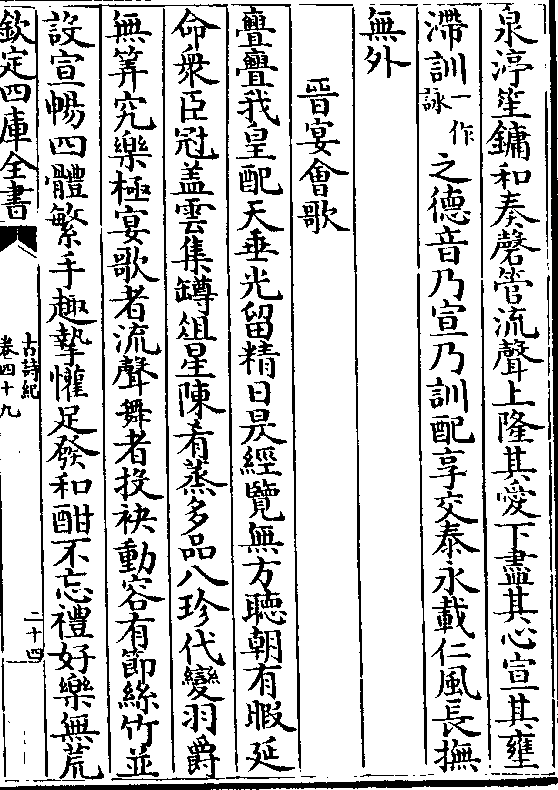 泉渟笙鏞和奏磬管流聲上隆其愛下盡其心宣其壅
滯訓一作詠之德音乃宣乃訓配享交泰永載仁風長撫
無外
晉宴會歌
亹亹我皇配天垂光留精日昃經覽無方聽朝有暇延
命衆臣冠盖雲集罇俎星陳肴蒸多品八珍代變羽爵
無筭究樂極宴歌者流聲舞者投袂動容有節絲竹並
設宣暢四體繁手趣摯懽足發和酣不忘禮好樂無荒
欽定四庫全書
古詩紀
卷四十九
二十四